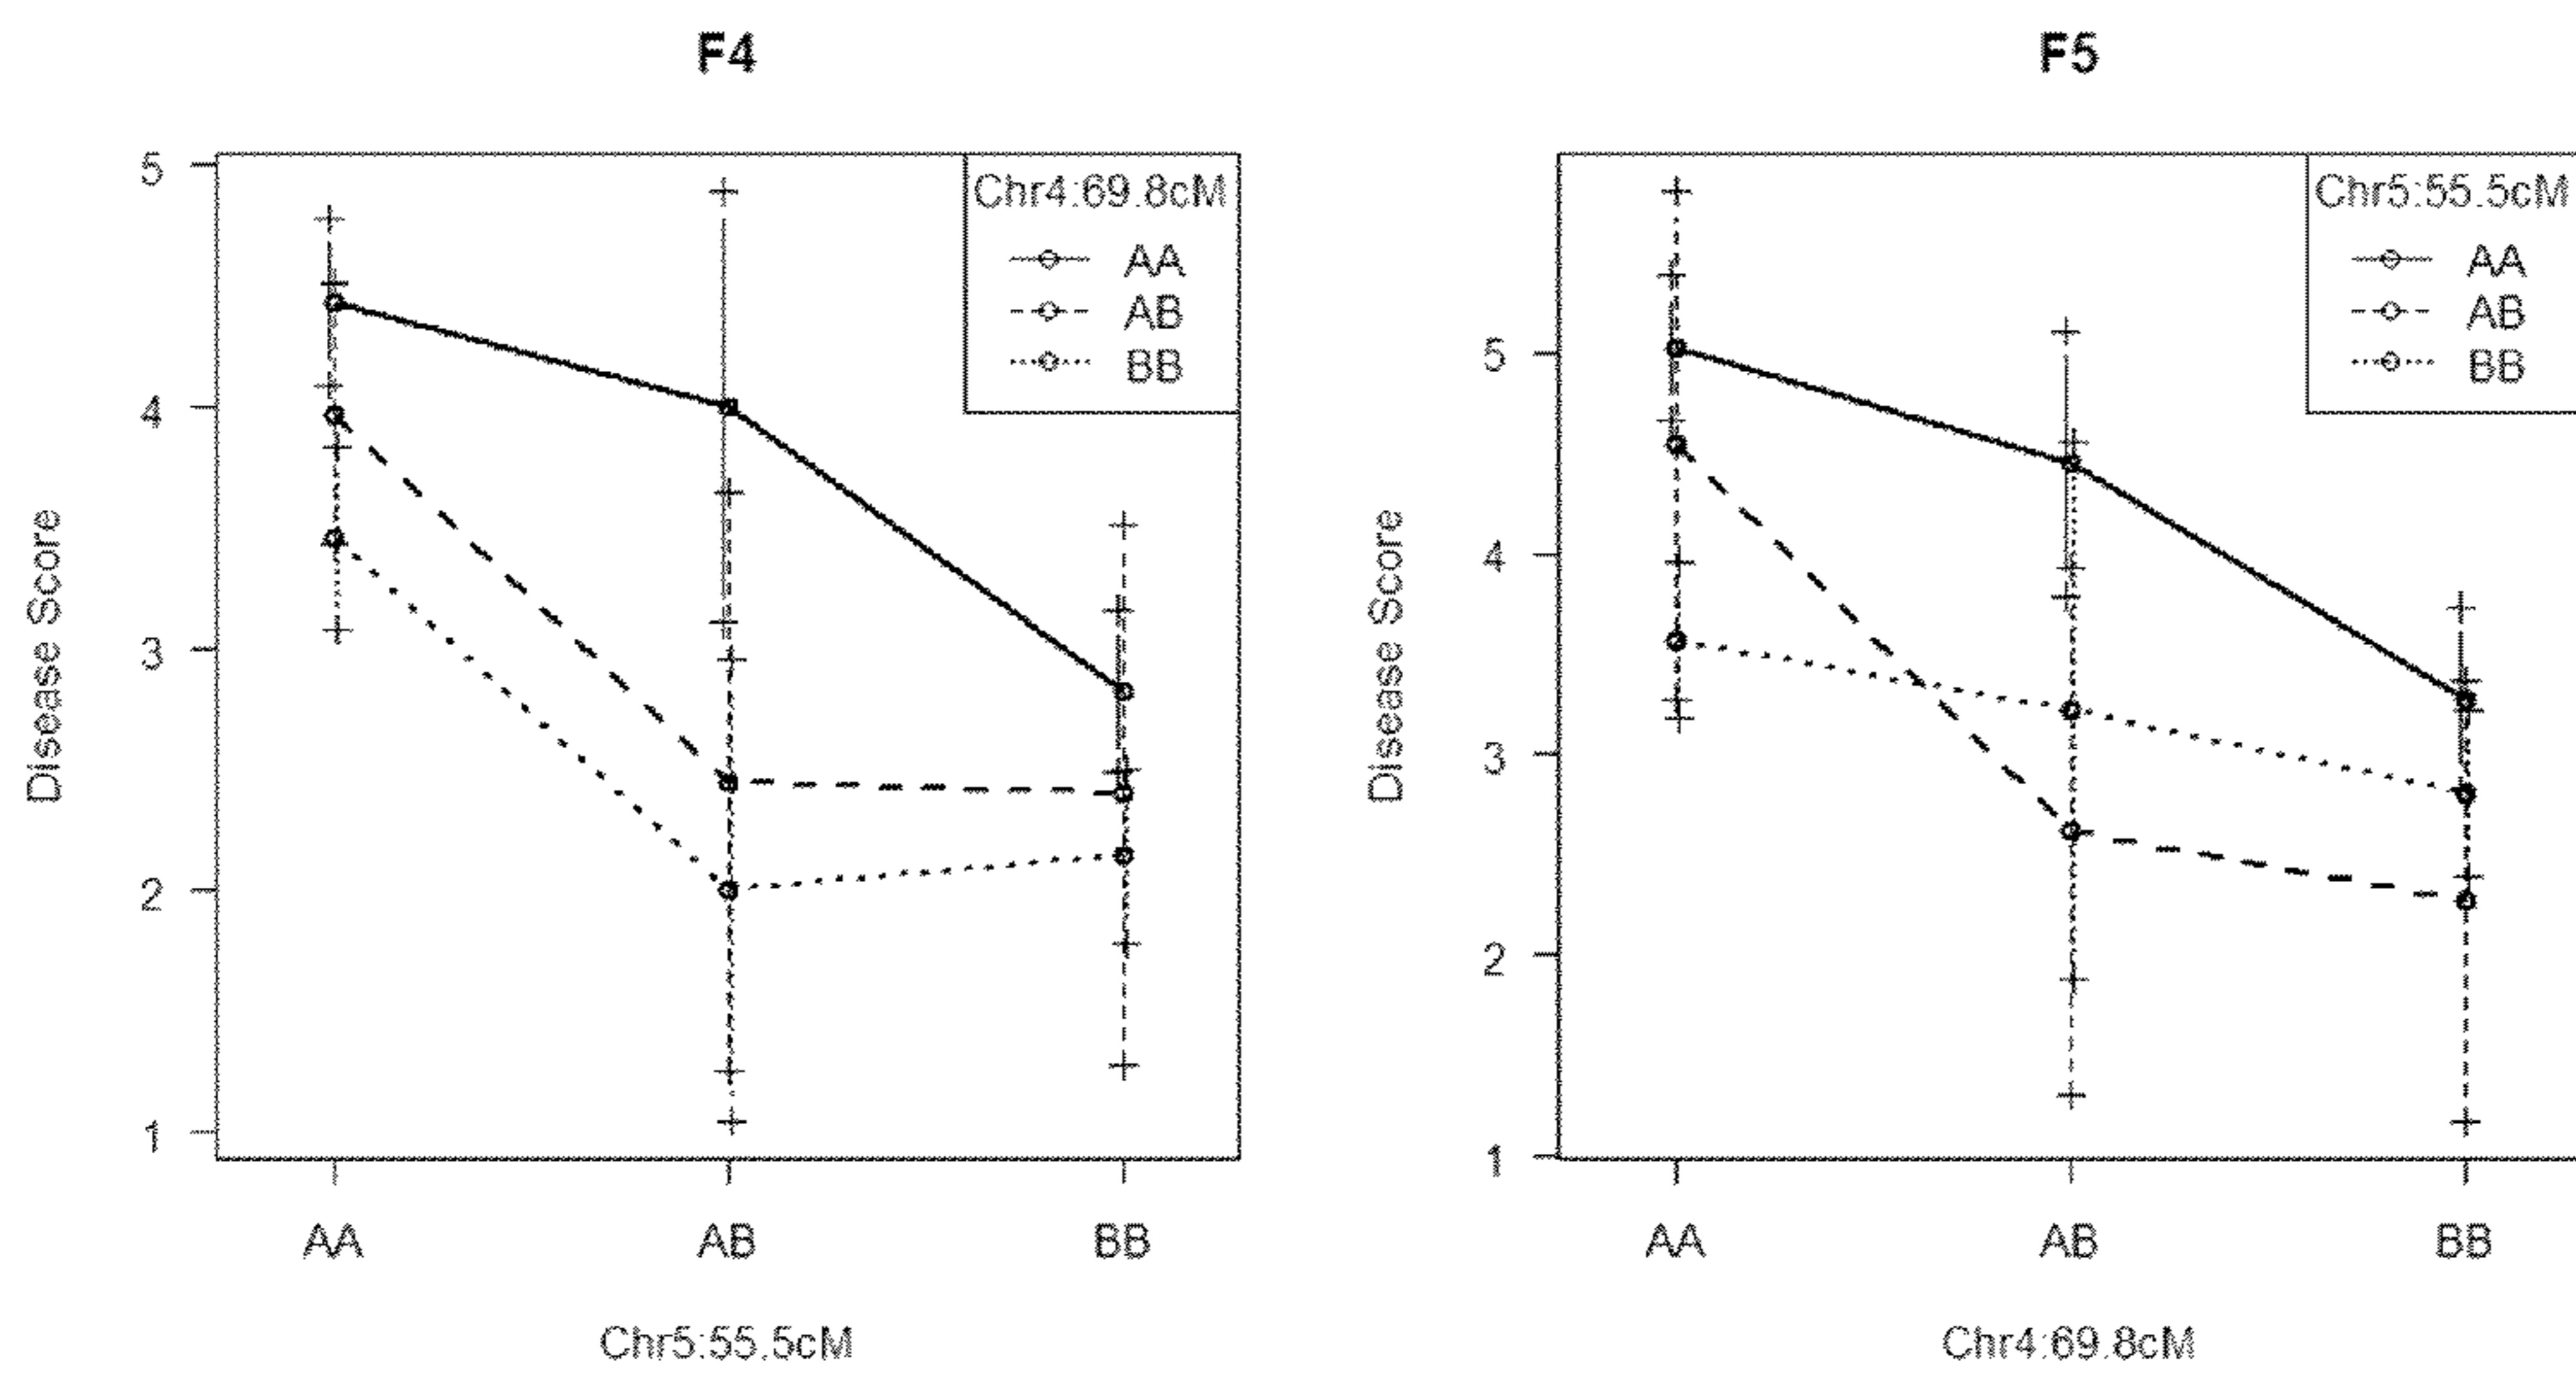 F4
5
4
3
2
1
Disease Score
AA
AB
BB
Chr5:55.5cM
Chr4:69.8cM
AA
AB
BB
F5
5
4
3
2
1
Disease Score
AA
AB
BB
Chr4:69.8cM
Chr5:55.5cM
AA
AB
BB